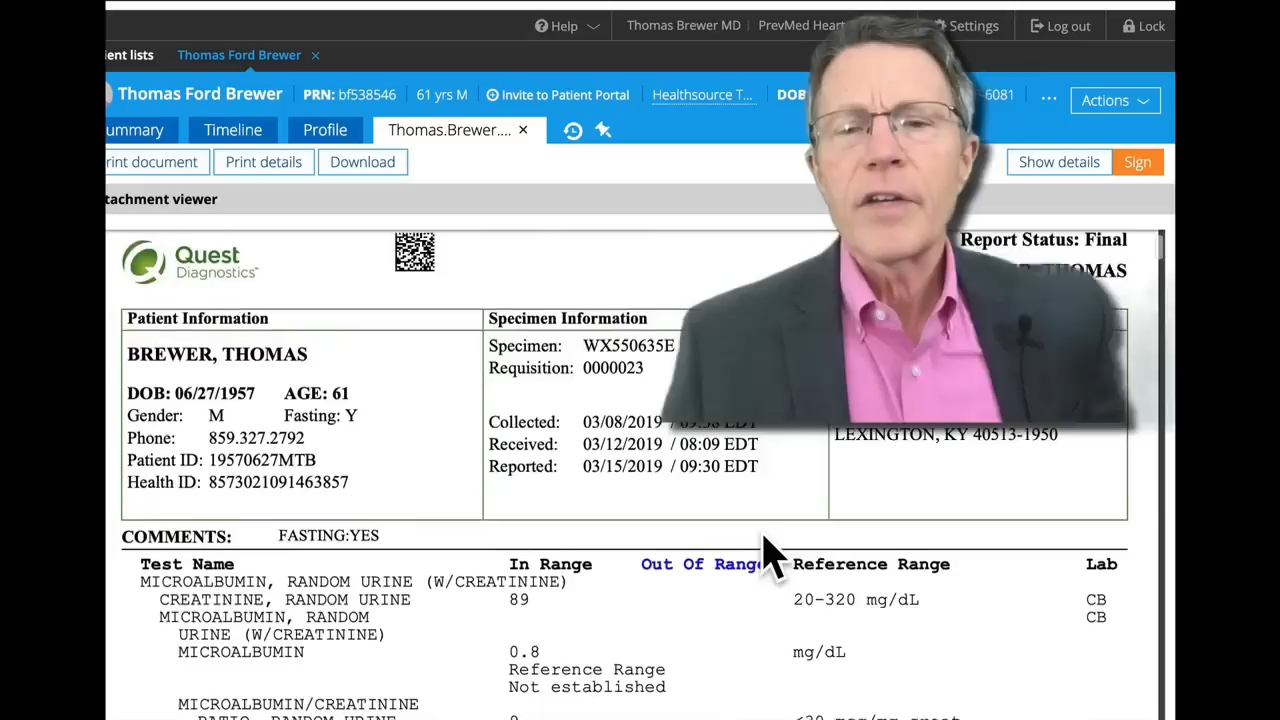 Help
Thomas Brewer MD
PrevMed Heart
Settings
Log out
Lock
ent lists
Thomas Ford Brewer ×
Thomas Ford Brewer
PRN: bf538546
61 yrs M
Invite to Patient Portal
Healthsource T...
DOB
6081
...
Actions
ummary
Timeline
Profile
Thomas.Brewer.... ×
rint document
Print details
Download
Show details
Sign
tachment viewer
Quest
Diagnostics
Report Status: Final
THOMAS
Patient Information
Specimen Information
BREWER, THOMAS
DOB: 06/27/1957 AGE: 61
Gender: M Fasting: Y
Phone: 859.327.2792
Patient ID: 19570627MTB
Health ID: 8573021091463857
Specimen: WX550635E
Requisition: 0000023
Collected: 03/08/2019 / EDT
Received: 03/12/2019 / 08:09 EDT
Reported: 03/15/2019 / 09:30 EDT
LEXINGTON, KY 40513-1950
COMMENTS: FASTING:YES
Test Name In Range Out Of Range Reference Range Lab
MICROALBUMIN, RANDOM URINE (W/CREATININE)
CREATININE, RANDOM URINE 89 20-320 mg/dL CB
MICROALBUMIN, RANDOM CB
URINE (W/CREATININE)
MICROALBUMIN 0.8 mg/dL
Reference Range
Not established
MICROALBUMIN/CREATININE
RATIO, RANDOM URINE